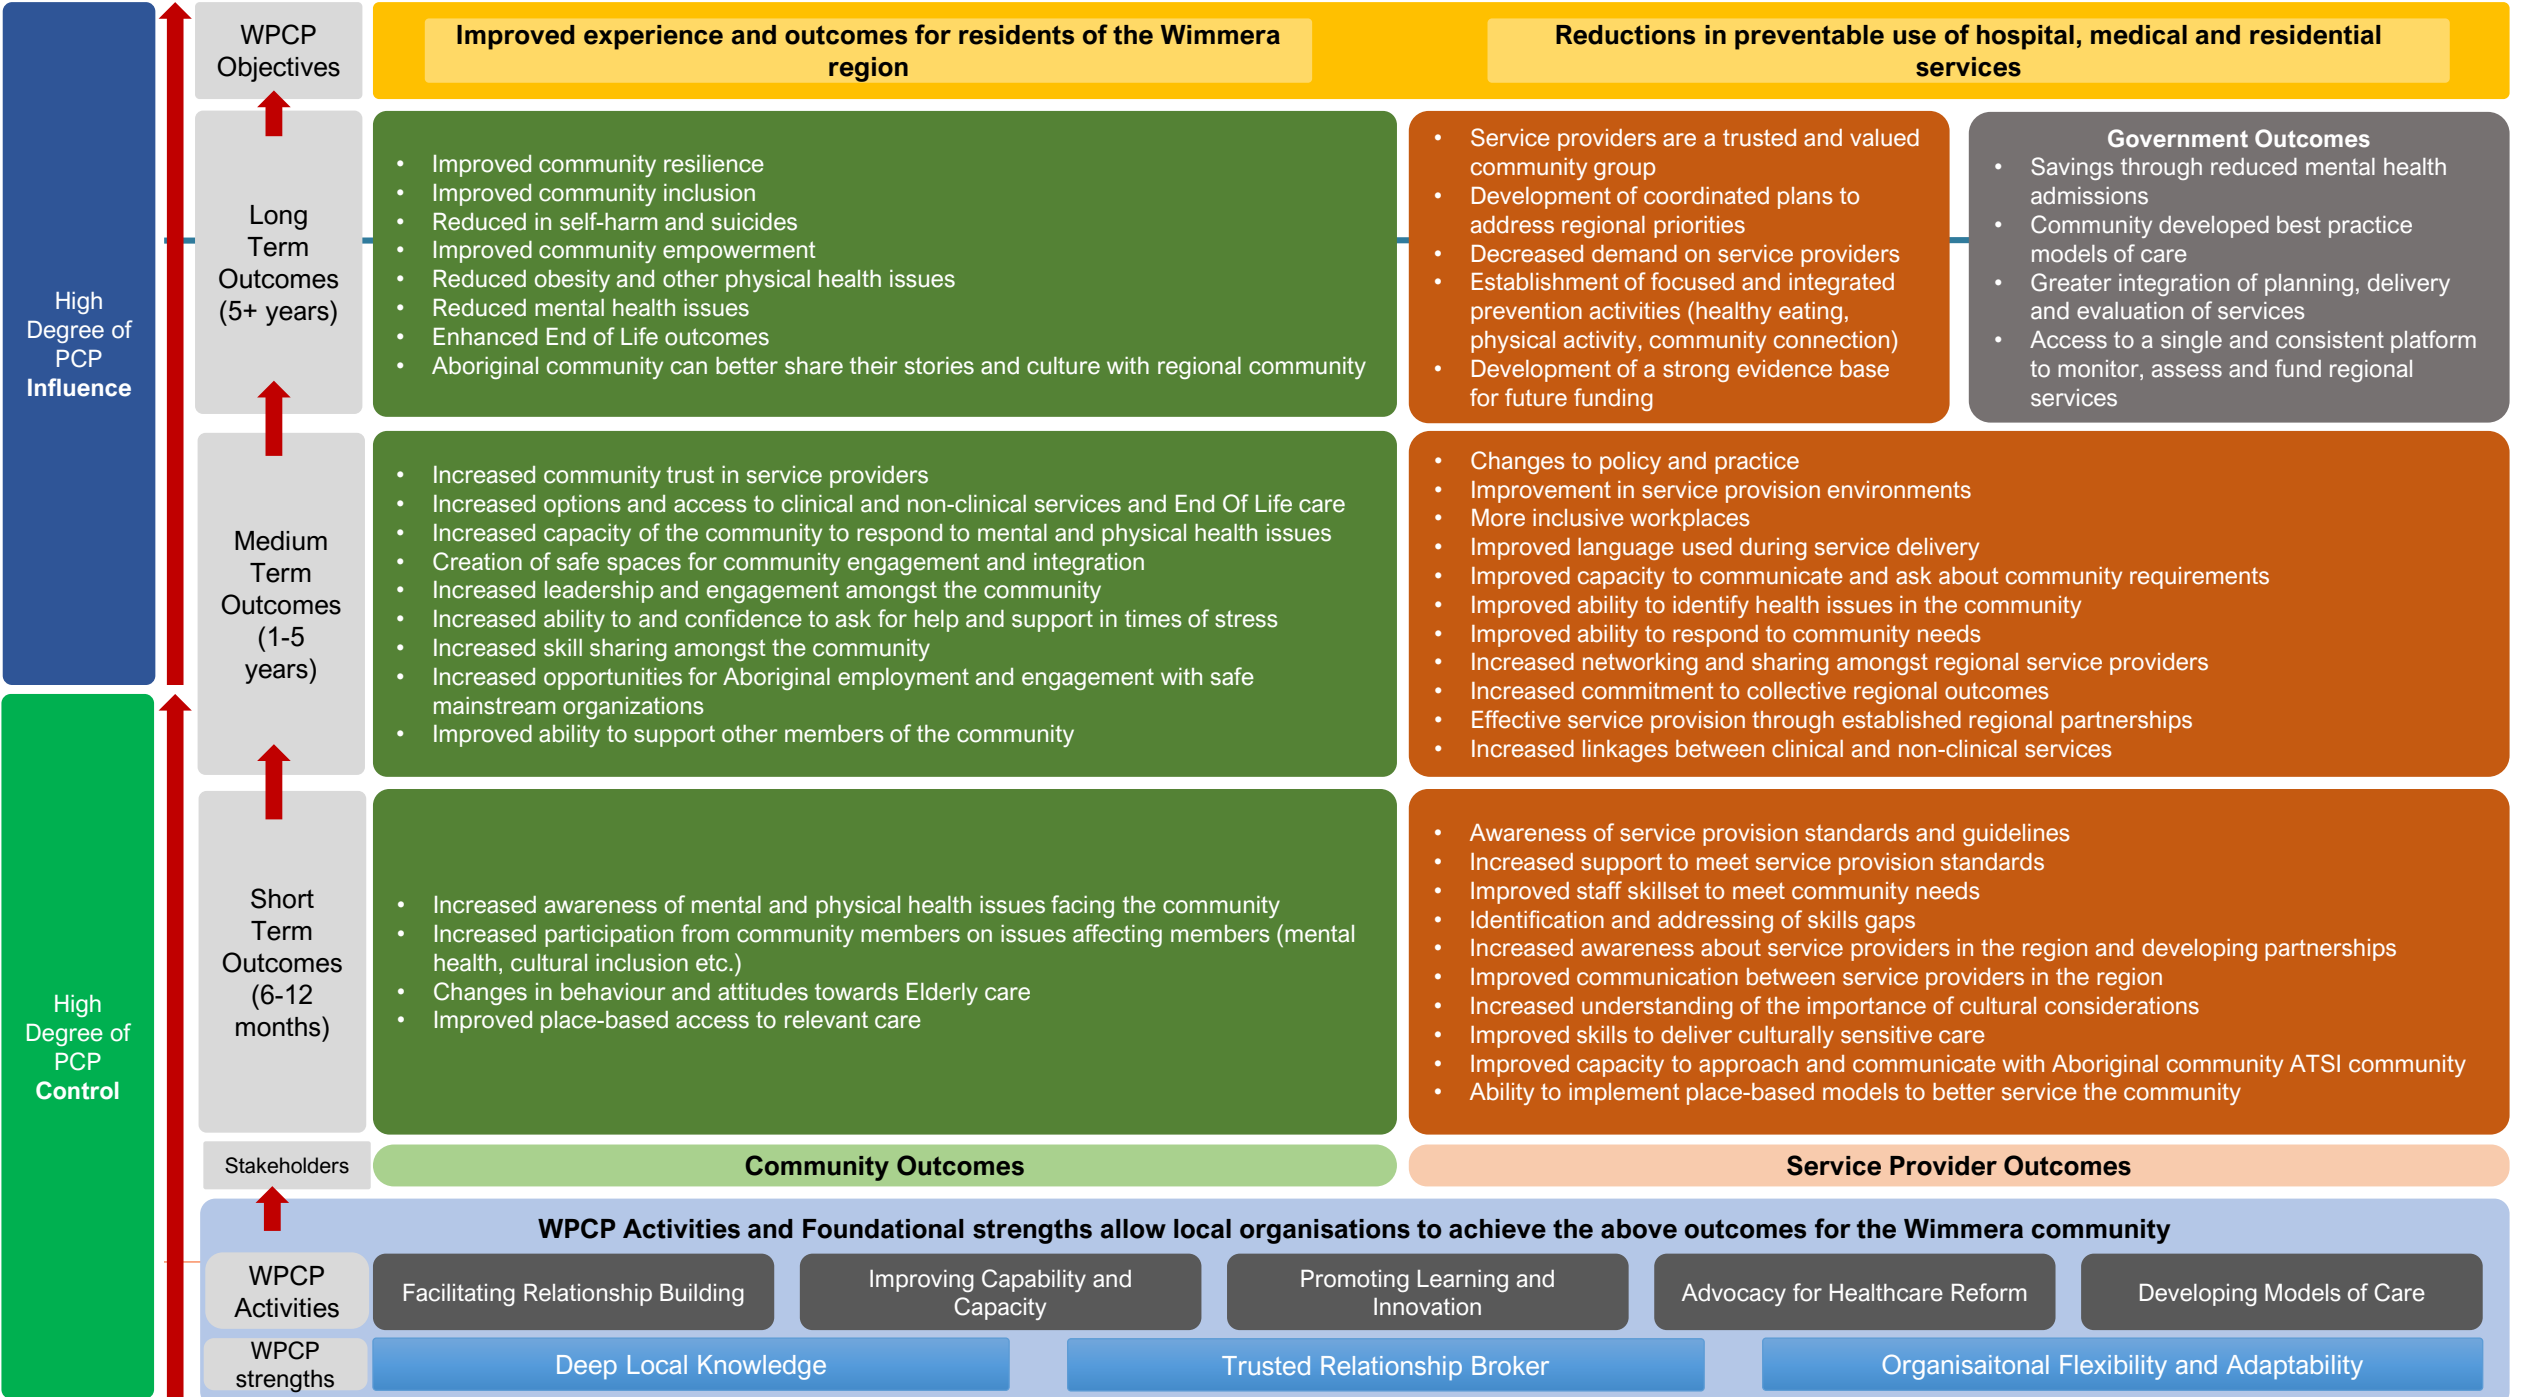 WPCP
Objectives
Improved experience and outcomes for residents of the Wimmera
region
Reductions in preventable use of hospital, medical and residential
services
High
Degree of
PCP
Influence
Long
Term
Outcomes
(5+ years)
• Improved community resilience
• Improved community inclusion
• Reduced in self-harm and suicides
• Improved community empowerment
• Reduced obesity and other physical health issues
• Reduced mental health issues
• Enhanced End of Life outcomes
• Aboriginal community can better share their stories and culture with regional community
• Service providers are a trusted and valued
community group
• Development of coordinated plans to
address regional priorities
• Decreased demand on service providers
• Establishment of focused and integrated
prevention activities (healthy eating,
physical activity, community connection)
• Development of a strong evidence base
for future funding
Government Outcomes
• Savings through reduced mental health
admissions
• Community developed best practice
models of care
• Greater integration of planning, delivery
and evaluation of services
• Access to a single and consistent platform
to monitor, assess and fund regional
services
Medium
Term
Outcomes
(1-5
years)
• Increased community trust in service providers
• Increased options and access to clinical and non-clinical services and End Of Life care
• Increased capacity of the community to respond to mental and physical health issues
• Creation of safe spaces for community engagement and integration
• Increased leadership and engagement amongst the community
• Increased ability to and confidence to ask for help and support in times of stress
• Increased skill sharing amongst the community
• Increased opportunities for Aboriginal employment and engagement with safe
mainstream organizations
• Improved ability to support other members of the community
• Changes to policy and practice
• Improvement in service provision environments
• More inclusive workplaces
• Improved language used during service delivery
• Improved capacity to communicate and ask about community requirements
• Improved ability to identify health issues in the community
• Improved ability to respond to community needs
• Increased networking and sharing amongst regional service providers
• Increased commitment to collective regional outcomes
• Effective service provision through established regional partnerships
• Increased linkages between clinical and non-clinical services
High
Degree of
PCP
Control
Short
Term
Outcomes
(6-12
months)
• Increased awareness of mental and physical health issues facing the community
• Increased participation from community members on issues affecting members (mental
health, cultural inclusion etc.)
• Changes in behaviour and attitudes towards Elderly care
• Improved place-based access to relevant care
• Awareness of service provision standards and guidelines
• Increased support to meet service provision standards
• Improved staff skillset to meet community needs
• Identification and addressing of skills gaps
• Increased awareness about service providers in the region and developing partnerships
• Improved communication between service providers in the region
• Increased understanding of the importance of cultural considerations
• Improved skills to deliver culturally sensitive care
• Improved capacity to approach and communicate with Aboriginal community ATSI community
• Ability to implement place-based models to better service the community
Stakeholders
Community Outcomes
Service Provider Outcomes
WPCP Activities and Foundational strengths allow local organisations to achieve the above outcomes for the Wimmera community
WPCP
Activities
Facilitating Relationship Building
Improving Capability and
Capacity
Promoting Learning and
Innovation
Advocacy for Healthcare Reform
Developing Models of Care
WPCP
strengths
Deep Local Knowledge
Trusted Relationship Broker
Organisaitonal Flexibility and Adaptability